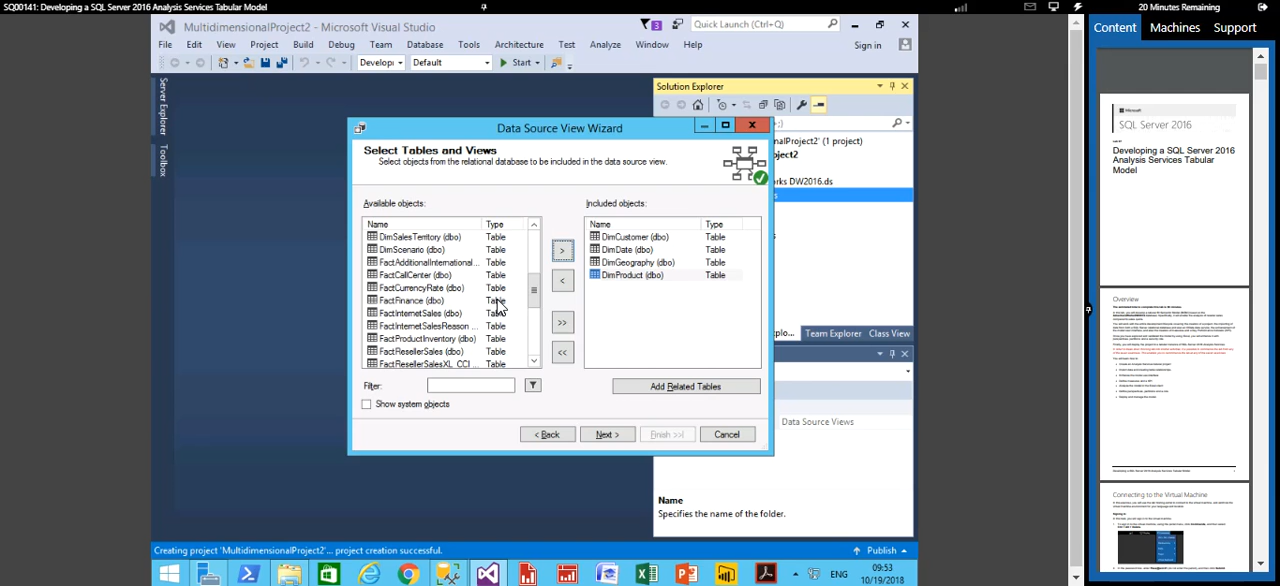 SQ00141: Developing a SQL Server 2016 Analysis Services Tabular Model
20 Minutes Remaining
MultidimensionalProject2 - Microsoft Visual Studio
3
Quick Launch (Ctrl+Q)
File Edit View Project Build Debug Team Database Tools Architecture Test Analyze Window Help
Sign in
Develop
Default
Start
Server Explorer
Toolbox
Solution Explorer
alProject2' (1 project)
ject2
rks DW2016.ds
Data Source View Wizard
Select Tables and Views
Select objects from the relational database to be included in the data source view.
Available objects:
Name Type
DimSalesTerritory (dbo) Table
DimScenario (dbo) Table
FactAdditionalInternational... Table
FactCallCenter (dbo) Table
FactCurrencyRate (dbo) Table
FactFinance (dbo) Table
FactInternetSales (dbo) Table
FactInternetSalesReason ... Table
FactProductInventory (dbo) Table
FactResellerSales (dbo) Table
FactResellerSalesXL_CCI Table
>
<
>>
<<
Included objects:
Name Type
DimCustomer (dbo) Table
DimDate (dbo) Table
DimGeography (dbo) Table
DimProduct (dbo) Table
Filter:
Add Related Tables
Show system objects
< Back
Next >
Finish >>|
Cancel
plo... Team Explorer Class View
Data Source Views
Name
Specifies the name of the folder.
Creating project 'MultidimensionalProject2'... project creation successful.
Publish
ENG
09:53
10/19/2018
Content Machines Support
Microsoft
SQL Server 2016
Developing a SQL Server 2016
Analysis Services Tabular
Model
Overview
Connecting to the Virtual Machine